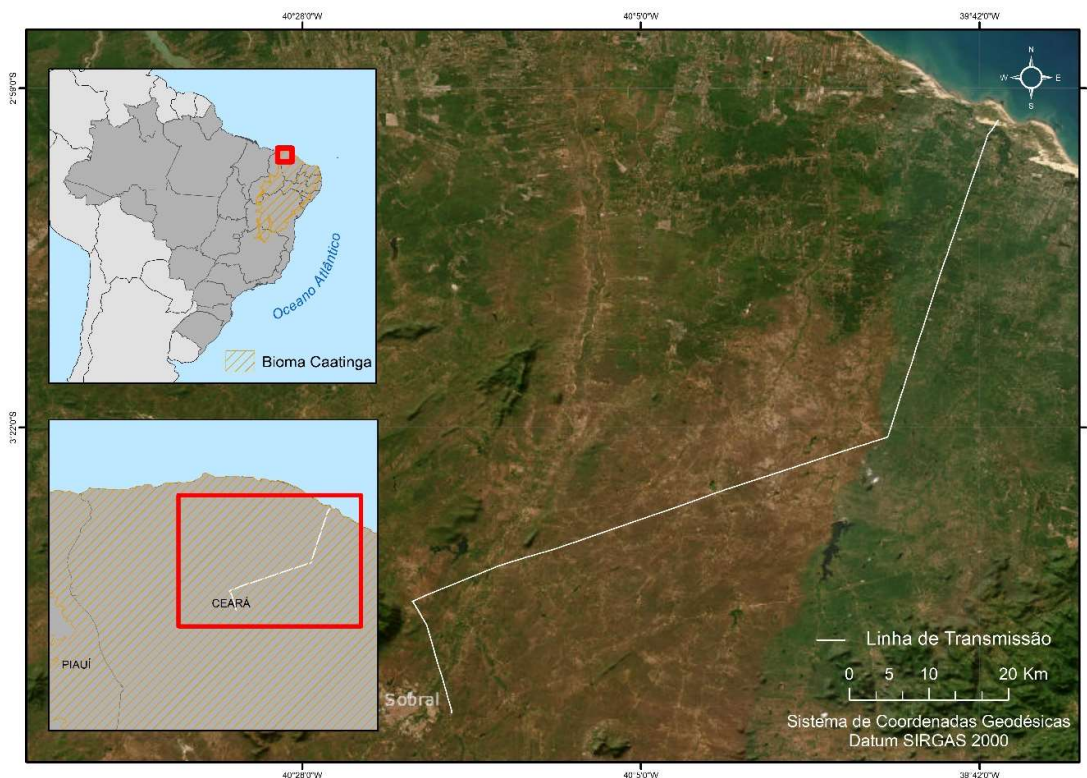 40°28'0"W
40°5'0"W
39°42'0"W
2°59'0"S
N
W
E
S
Oceano Atlântico
Bioma Caatinga
3°22'0"S
CEARÁ
PIAUÍ
Sobral
Linha de Transmissão
0 5 10 20 Km
Sistema de Coordenadas Geodésicas
Datum SIRGAS 2000
40°28'0"W
40°5'0"W
39°42'0"W